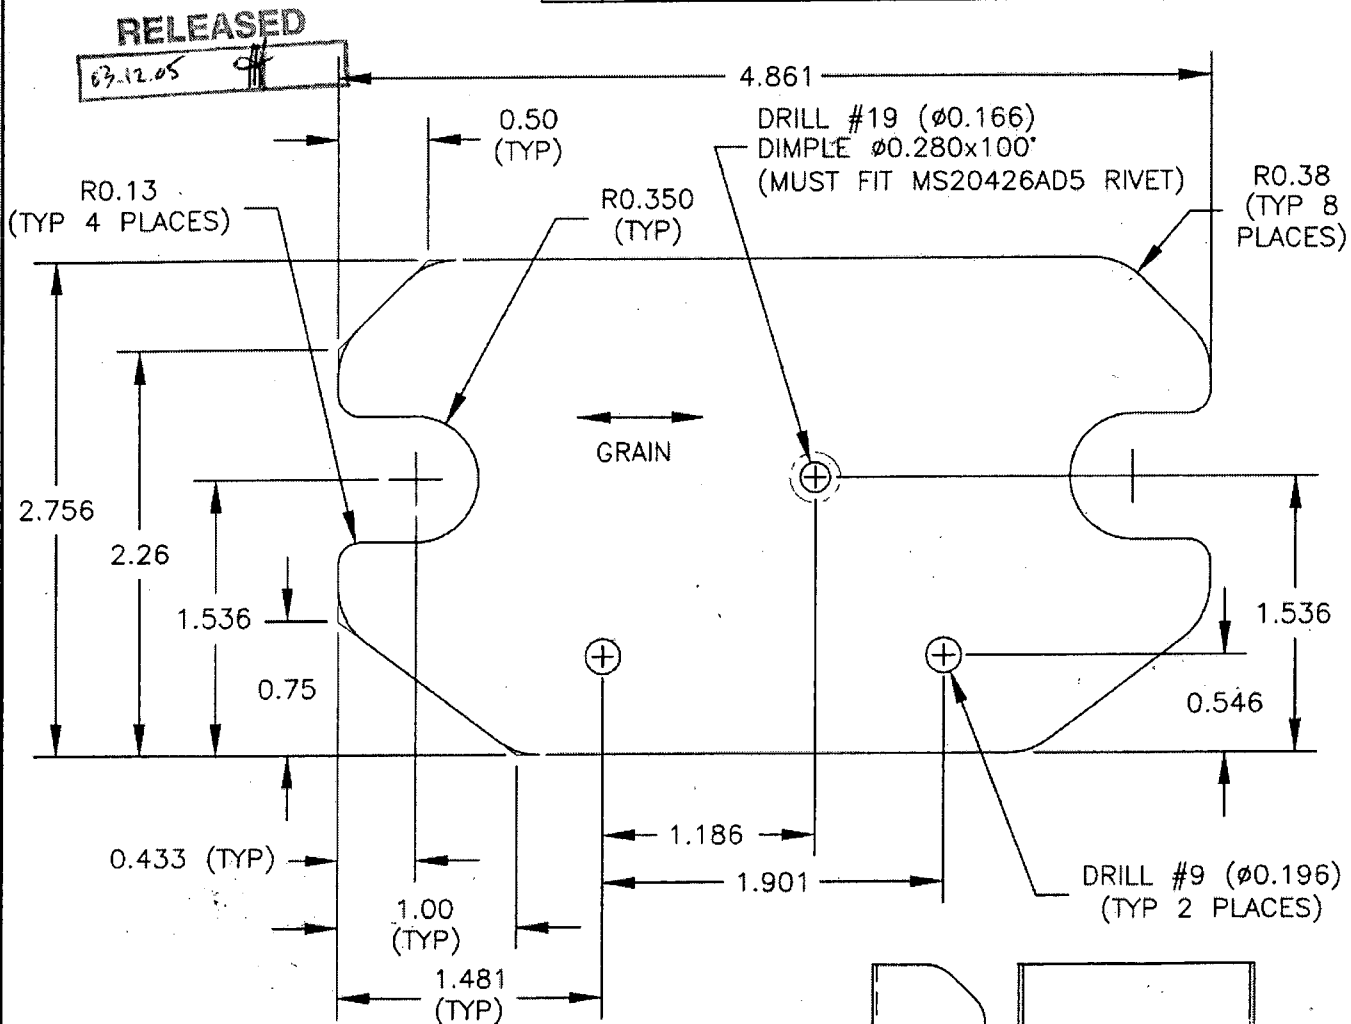 RELEASED
03.12.05
4.861
0.50
(TYP)
DRILL #19 (ø0.166)
DIMPLE ø0.280x100°
(MUST FIT MS20426AD5 RIVET)
R0.13
(TYP 4 PLACES)
R0.350
(TYP)
R0.38
(TYP 8
PLACES)
GRAIN
2.756
2.26
1.536
0.75
1.536
0.546
1.186
0.433 (TYP)
1.901
DRILL #9 (ø0.196)
(TYP 2 PLACES)
1.00
(TYP)
1.481
(TYP)